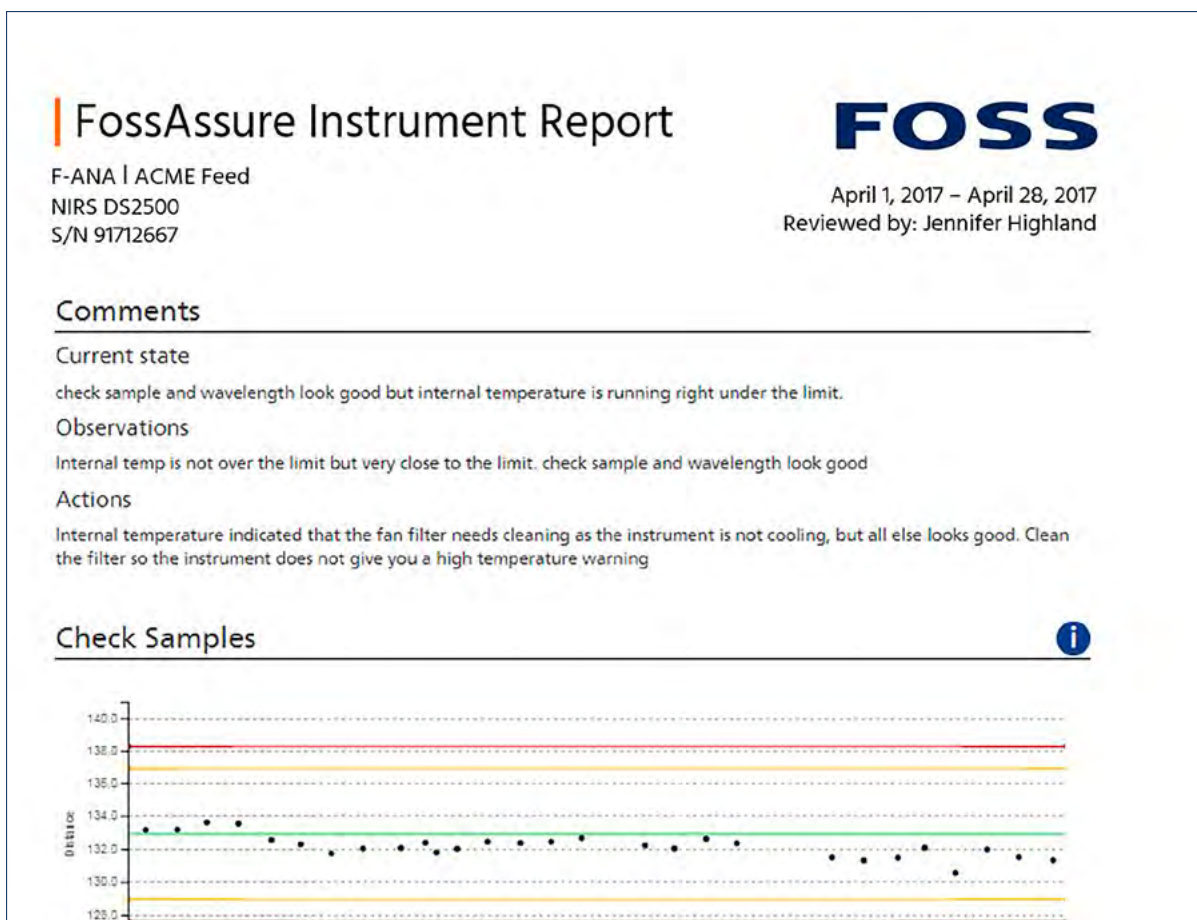 FossAssure Instrument Report
FOSS
F-ANA | ACME Feed
NIRS DS2500
S/N 91712667
April 1, 2017 – April 28, 2017
Reviewed by: Jennifer Highland
Comments
Current state
check sample and wavelength look good but internal temperature is running right under the limit.
Observations
Internal temp is not over the limit but very close to the limit. check sample and wavelength look good
Actions
Internal temperature indicated that the fan filter needs cleaning as the instrument is not cooling, but all else looks good. Clean
the filter so the instrument does not give you a high temperature warning
Check Samples
i
140.0
138.0
136.0
134.0
132.0
130.0
128.0
Distance